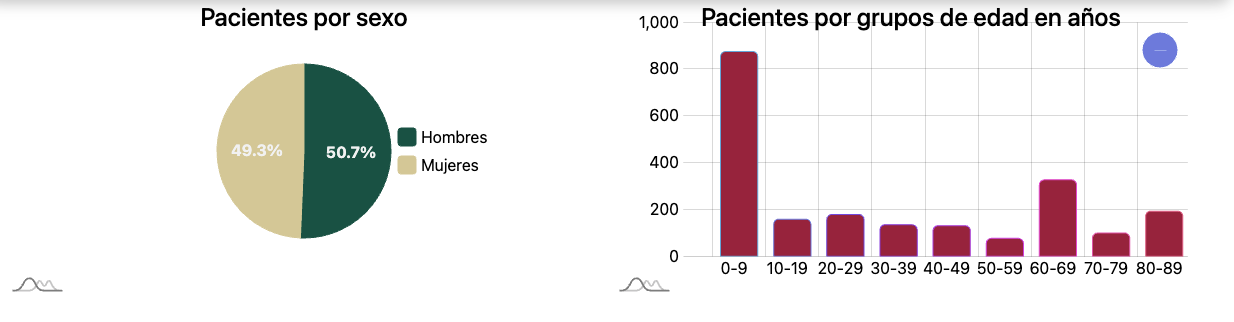 Pacientes por sexo
49.3%
50.7%
Hombres
Mujeres
Pacientes por grupos de edad en años
1,000
800
600
400
200
0
0-9 10-19 20-29 30-39 40-49 50-59 60-69 70-79 80-89